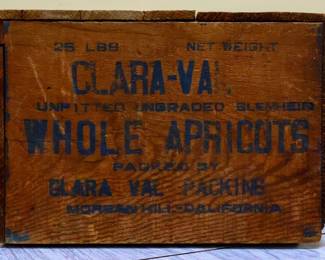 25 LBS NET WEIGHT
CLARA-VAL
UNPITTED UNGRADED BLENHEIM
WHOLE APRICOTS
PACKED BY
CLARA VAL PACKING
MORGAN HILL-CALIFORNIA